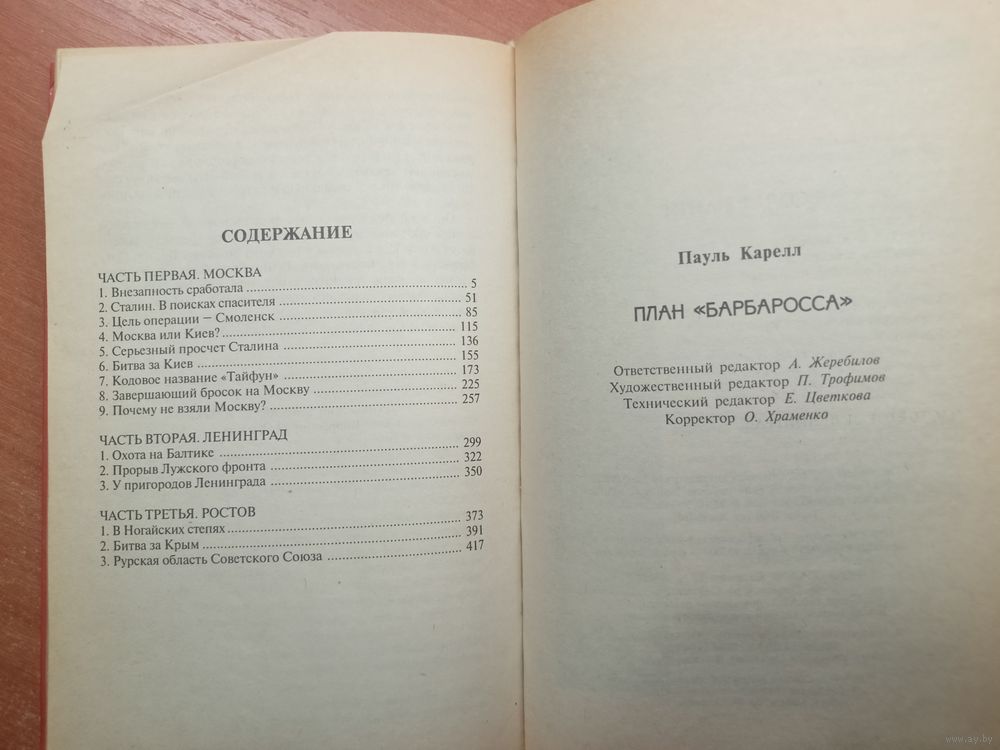 СОДЕРЖАНИЕ
ЧАСТЬ ПЕРВАЯ. МОСКВА
1. Внезапность сработала 5
2. Сталин. В поисках спасителя 51
3. Цель операции — Смоленск 85
4. Москва или Киев? 115
5. Серьезный просчет Сталина 136
6. Битва за Киев 155
7. Кодовое название «Тайфун» 173
8. Завершающий бросок на Москву 225
9. Почему не взяли Москву? 257
ЧАСТЬ ВТОРАЯ. ЛЕНИНГРАД
1. Охота на Балтике 299
2. Прорыв Лужского фронта 322
3. У пригородов Ленинграда 350
ЧАСТЬ ТРЕТЬЯ. РОСТОВ
1. В Ногайских степях 373
2. Битва за Крым 391
3. Рурская область Советского Союза 417
Пауль Карелл
ПЛАН «БАРБАРОССА»
Ответственный редактор А. Жеребилов
Художественный редактор П. Трофимов
Технический редактор Е. Цветкова
Корректор О. Храменко
www.ay.by